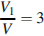 V₁/V = 3